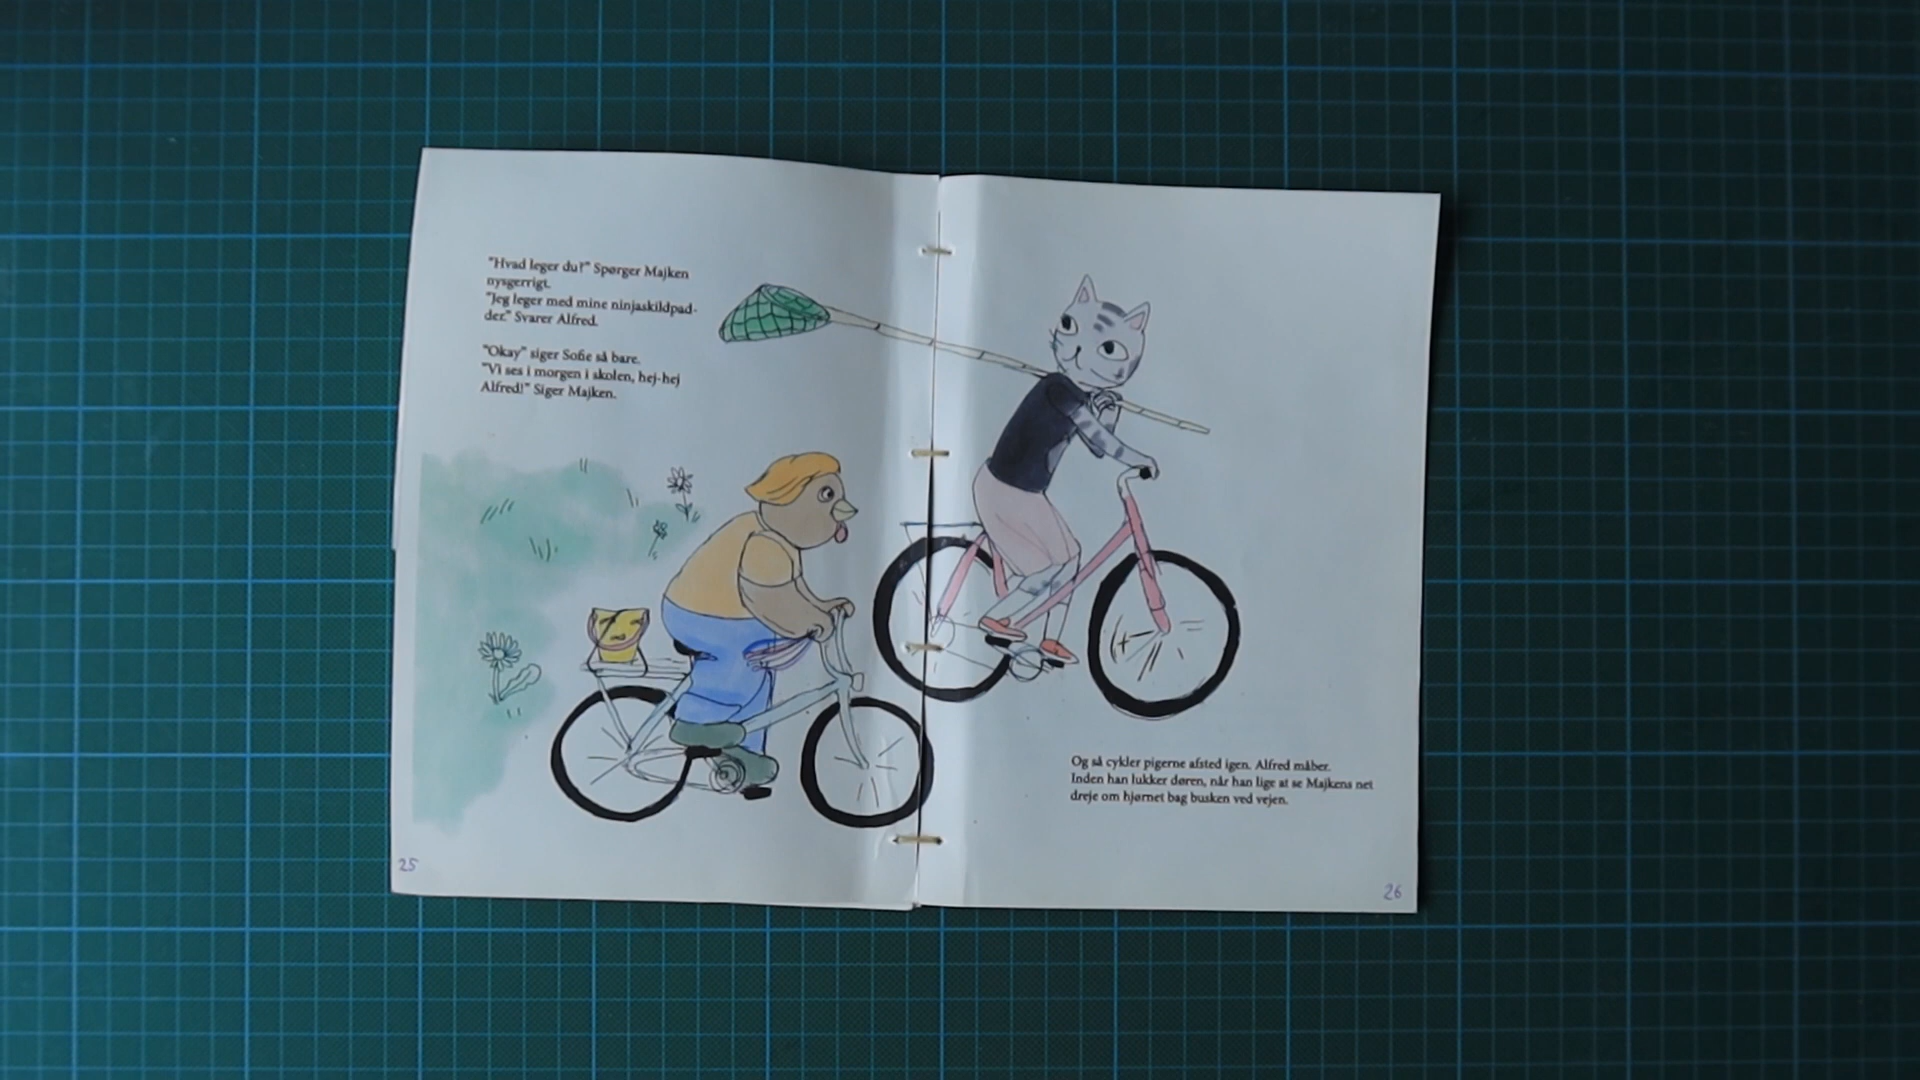 "Hvad leger du?" Spørger Majken
nysgerrigt.
"Jeg leger med mine ninjaskildpad-
der." Svarer Alfred.
"Okay" siger Sofie så bare.
"Vi ses i morgen i skolen, hej-hej
Alfred!" Siger Majken.
25
Og så cykler pigerne afsted igen. Alfred måber.
Inden han lukker døren, når han lige at se Majkens net
dreje om hjørnet bag busken ved vejen.
26